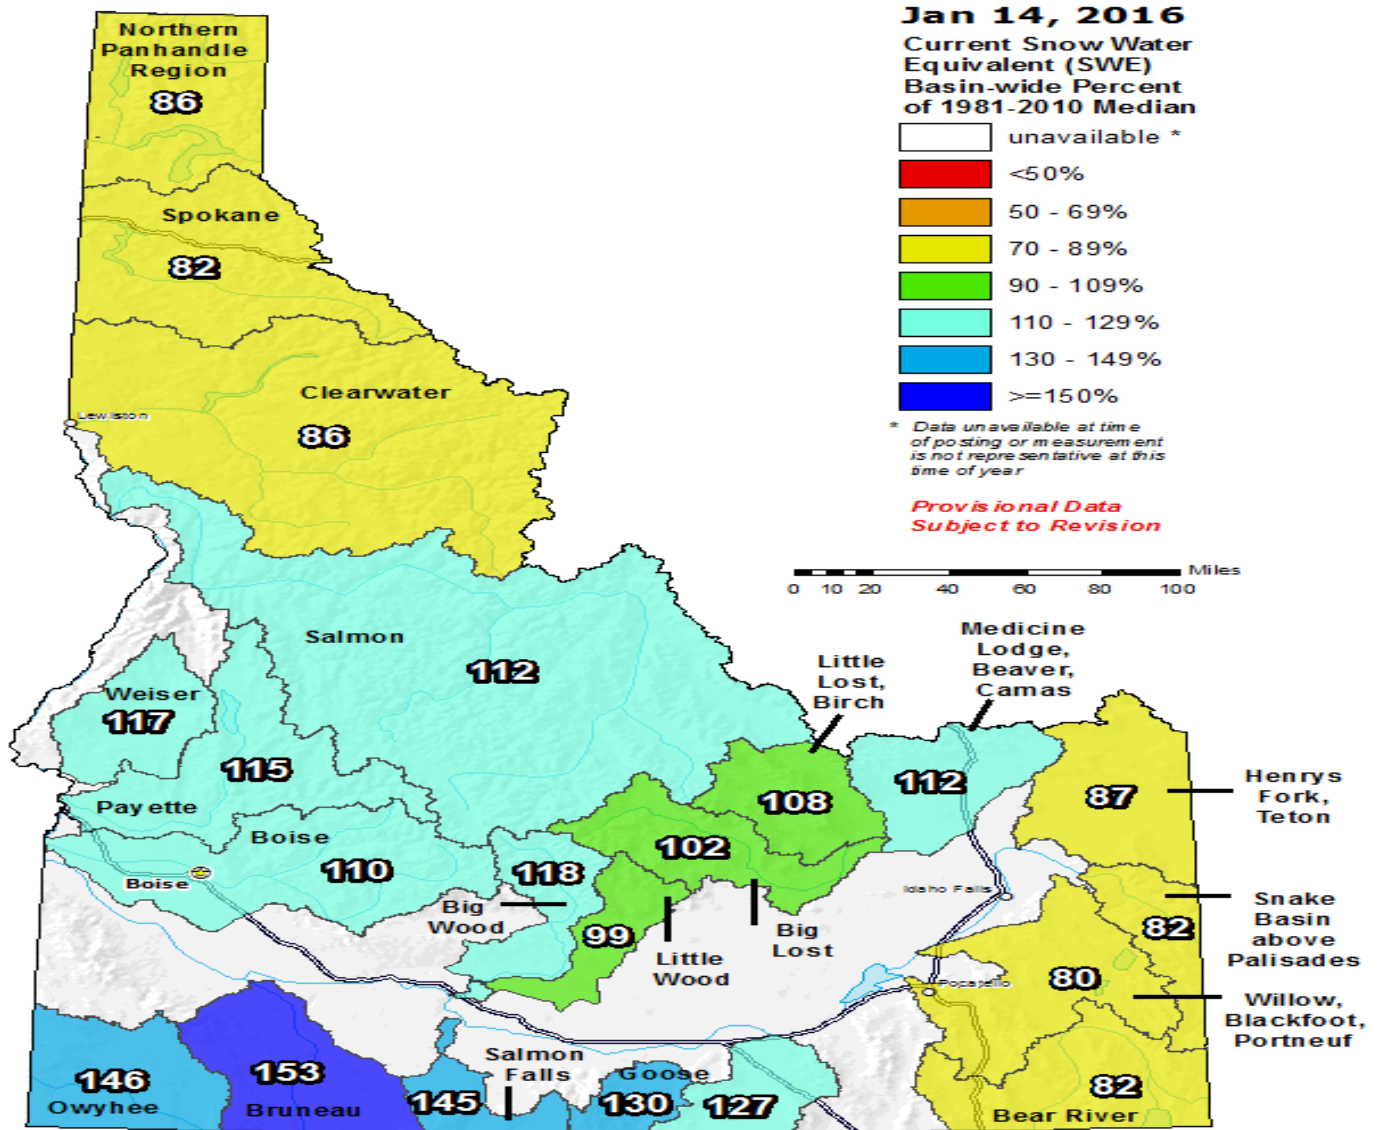 Jan 14, 2016
Current Snow Water
Equivalent (SWE)
Basin-wide Percent
of 1981-2010 Median
unavailable *
<50%
50 - 69%
70 - 89%
90 - 109%
110 - 129%
130 - 149%
>=150%
* Data unavailable at time
of posting or measurement
is not representative at this
time of year
Provisional Data
Subject to Revision
Miles
0 10 20 40 60 80 100
Northern
Panhandle
Region
86
Spokane
82
Clearwater
86
Lewiston
Salmon
112
Weiser
117
115
Payette
Boise
110
Boise
118
Big
Wood
99
Little
Wood
102
Big
Lost
Little
Lost,
Birch
108
Medicine
Lodge,
Beaver,
Camas
112
87
Henrys
Fork,
Teton
Idaho Falls
82
Snake
Basin
above
Palisades
80
Willow,
Blackfoot,
Portneuf
Pocatello
82
Bear River
146
Owyhee
153
Bruneau
145
Salmon
Falls
Goose
130
127